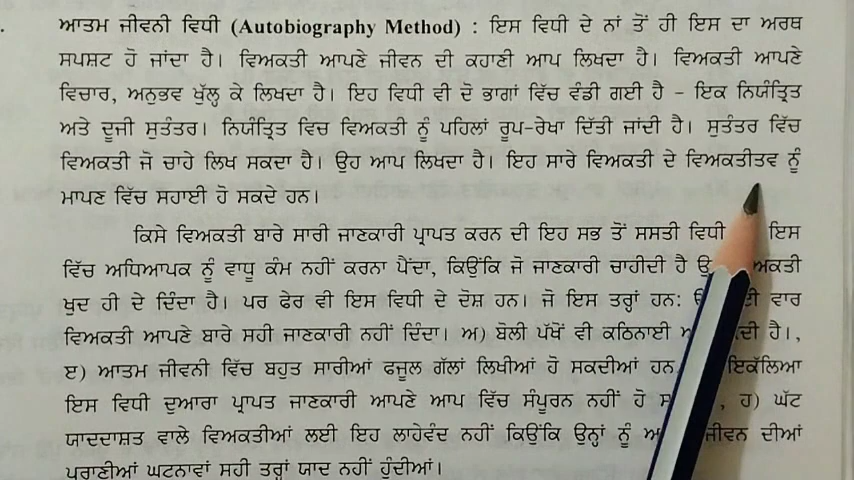 ਆਤਮ ਜੀਵਨੀ ਵਿਧੀ (Autobiography Method) : ਇਸ ਵਿਧੀ ਦੇ ਨਾਂ ਤੋਂ ਹੀ ਇਸ ਦਾ ਅਰਥ
ਸਪਸ਼ਟ ਹੋ ਜਾਂਦਾ ਹੈ। ਵਿਅਕਤੀ ਆਪਣੇ ਜੀਵਨ ਦੀ ਕਹਾਣੀ ਆਪ ਲਿਖਦਾ ਹੈ। ਵਿਅਕਤੀ ਆਪਣੇ
ਵਿਚਾਰ, ਅਨੁਭਵ ਖੁੱਲ੍ਹ ਕੇ ਲਿਖਦਾ ਹੈ। ਇਹ ਵਿਧੀ ਵੀ ਦੋ ਭਾਗਾਂ ਵਿੱਚ ਵੰਡੀ ਗਈ ਹੈ - ਇਕ ਨਿਯੰਤ੍ਰਿਤ
ਅਤੇ ਦੂਜੀ ਸੁਤੰਤਰ। ਨਿਯੰਤ੍ਰਿਤ ਵਿਚ ਵਿਅਕਤੀ ਨੂੰ ਪਹਿਲਾਂ ਰੂਪ-ਰੇਖਾ ਦਿੱਤੀ ਜਾਂਦੀ ਹੈ। ਸੁਤੰਤਰ ਵਿੱਚ
ਵਿਅਕਤੀ ਜੋ ਚਾਹੇ ਲਿਖ ਸਕਦਾ ਹੈ। ਉਹ ਆਪ ਲਿਖਦਾ ਹੈ। ਇਹ ਸਾਰੇ ਵਿਅਕਤੀ ਦੇ ਵਿਅਕਤੀਤਵ ਨੂੰ
ਮਾਪਣ ਵਿੱਚ ਸਹਾਈ ਹੋ ਸਕਦੇ ਹਨ।
ਕਿਸੇ ਵਿਅਕਤੀ ਬਾਰੇ ਸਾਰੀ ਜਾਣਕਾਰੀ ਪ੍ਰਾਪਤ ਕਰਨ ਦੀ ਇਹ ਸਭ ਤੋਂ ਸਸਤੀ ਵਿਧੀ ਇਸ
ਵਿੱਚ ਅਧਿਆਪਕ ਨੂੰ ਵਾਧੂ ਕੰਮ ਨਹੀਂ ਕਰਨਾ ਪੈਂਦਾ, ਕਿਉਂਕਿ ਜੋ ਜਾਣਕਾਰੀ ਚਾਹੀਦੀ ਹੈ
ਖੁਦ ਹੀ ਦੇ ਦਿੰਦਾ ਹੈ। ਪਰ ਫੇਰ ਵੀ ਇਸ ਵਿਧੀ ਦੇ ਦੋਸ਼ ਹਨ। ਜੋ ਇਸ ਤਰ੍ਹਾਂ ਹਨ: ਵਾਰ
ਵਿਅਕਤੀ ਆਪਣੇ ਬਾਰੇ ਸਹੀ ਜਾਣਕਾਰੀ ਨਹੀਂ ਦਿੰਦਾ। ਅ) ਬੋਲੀ ਪੱਖੋਂ ਵੀ ਕਠਿਨਾਈ ਹੈ।,
ੲ) ਆਤਮ ਜੀਵਨੀ ਵਿੱਚ ਬਹੁਤ ਸਾਰੀਆਂ ਫਜ਼ੂਲ ਗੱਲਾਂ ਲਿਖੀਆਂ ਹੋ ਸਕਦੀਆਂ ਹਨ ਇਕੱਲਿਆ
ਇਸ ਵਿਧੀ ਦੁਆਰਾ ਪ੍ਰਾਪਤ ਜਾਣਕਾਰੀ ਆਪਣੇ ਆਪ ਵਿੱਚ ਸੰਪੂਰਨ ਨਹੀਂ ਹੋ , ਹ) ਘੱਟ
ਯਾਦਦਾਸ਼ਤ ਵਾਲੇ ਵਿਅਕਤੀਆਂ ਲਈ ਇਹ ਲਾਹੇਵੰਦ ਨਹੀਂ ਕਿਉਂਕਿ ਉਨ੍ਹਾਂ ਨੂੰ ਜੀਵਨ ਦੀਆਂ
ਪੁਰਾਣੀਆਂ ਘਟਨਾਵਾਂ ਸਹੀ ਤਰ੍ਹਾਂ ਯਾਦ ਨਹੀਂ ਹੁੰਦੀਆਂ।